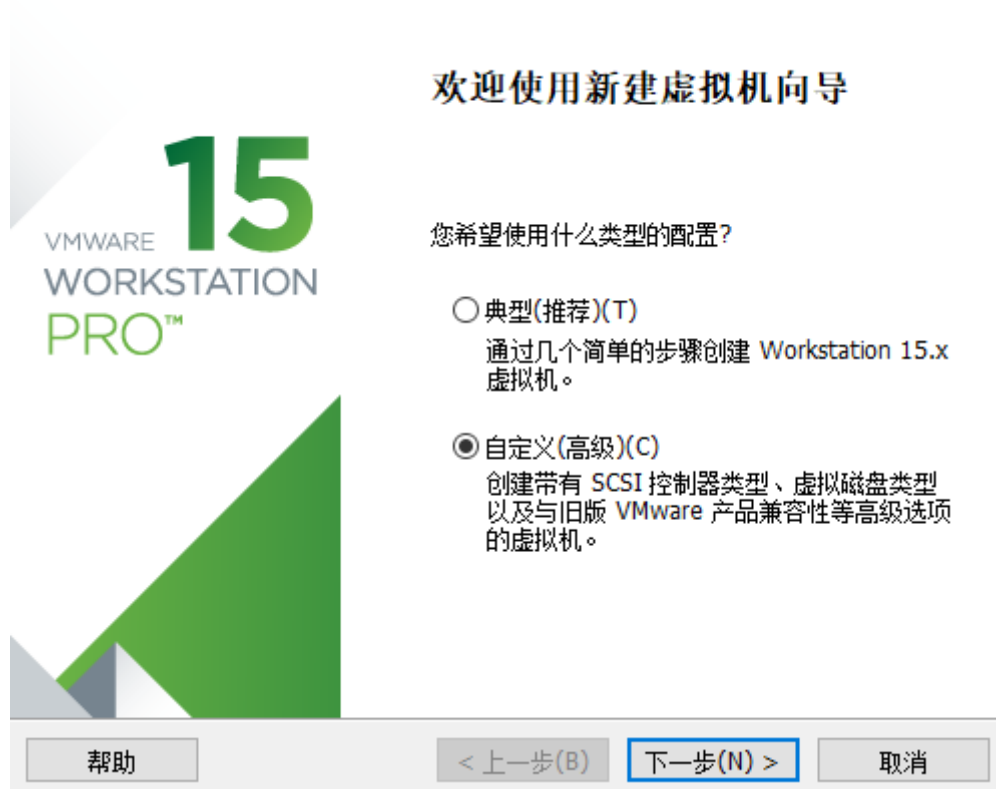 欢迎使用新建虚拟机向导
15
VMWARE
WORKSTATION
PRO™
您希望使用什么类型的配置?
典型(推荐)(T)
通过几个简单的步骤创建 Workstation 15.x
虚拟机。
自定义(高级)(C)
创建带有 SCSI 控制器类型、虚拟磁盘类型
以及与旧版 VMware 产品兼容性等高级选项
的虚拟机。
帮助
< 上一步(B)
下一步(N) >
取消